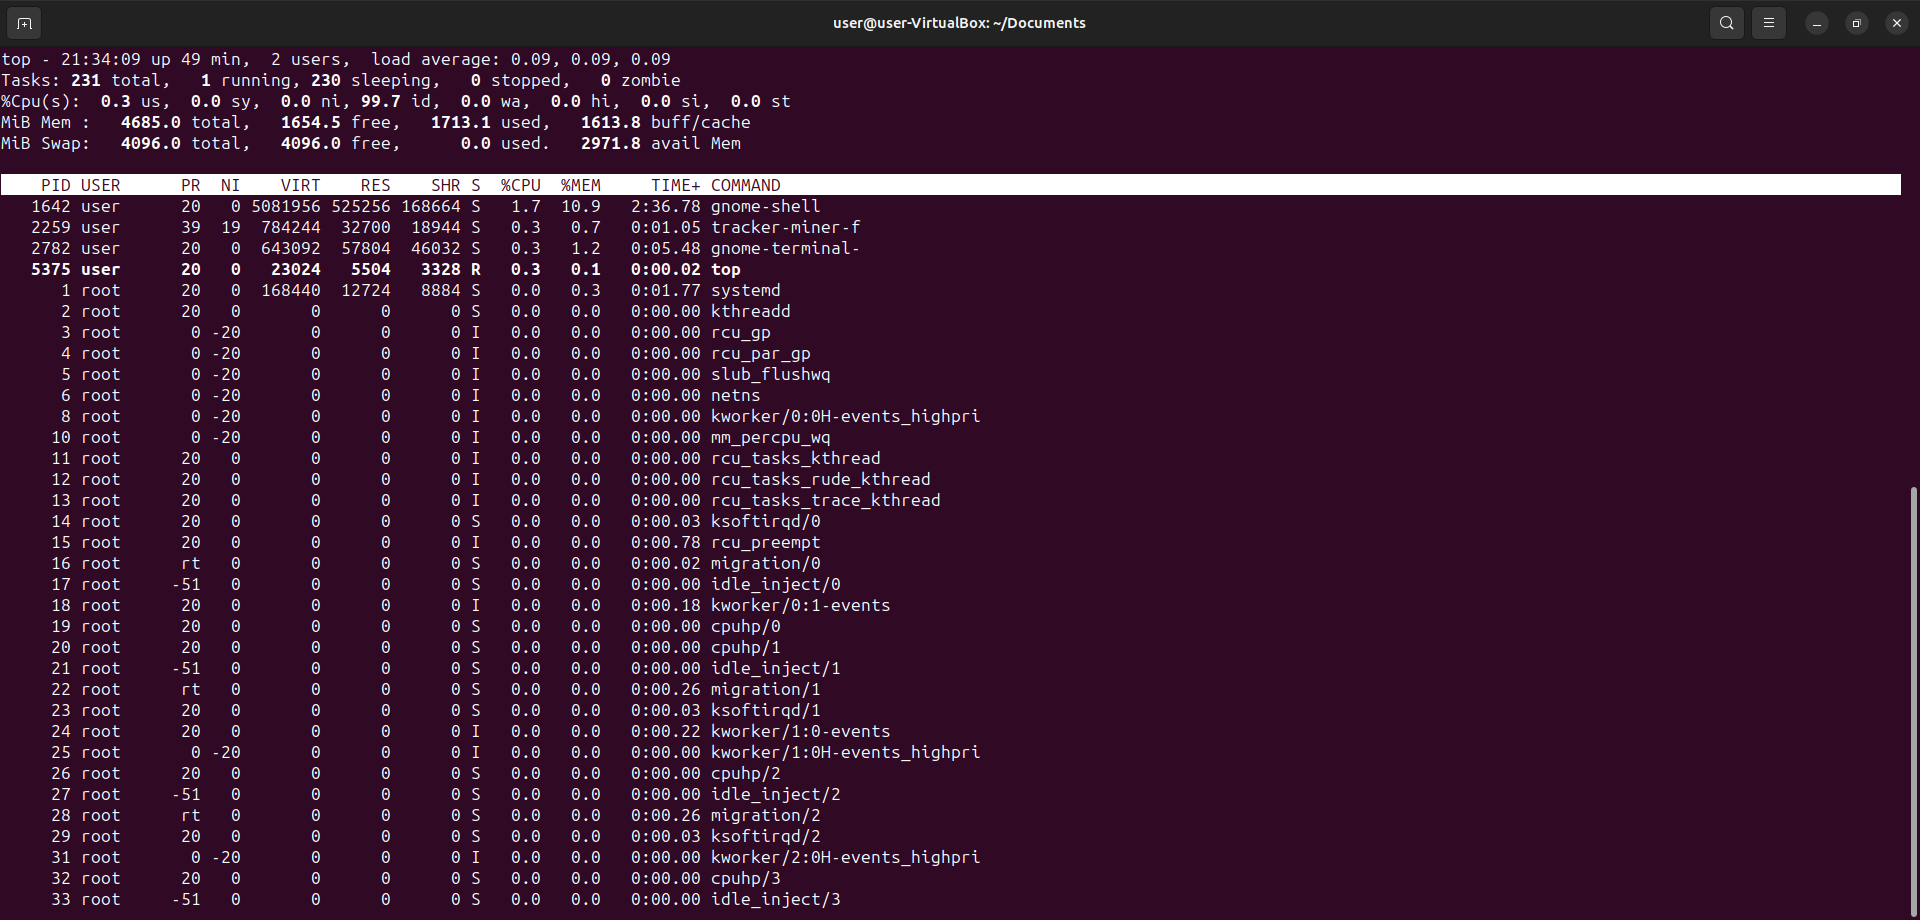 user@user-VirtualBox: ~/Documents
top - 21:34:09 up 49 min,  2 users,  load average: 0.09, 0.09, 0.09
Tasks: 231 total,   1 running, 230 sleeping,   0 stopped,   0 zombie
%Cpu(s):  0.3 us,  0.0 sy,  0.0 ni, 99.7 id,  0.0 wa,  0.0 hi,  0.0 si,  0.0 st
MiB Mem :   4685.0 total,   1654.5 free,   1713.1 used,   1613.8 buff/cache
MiB Swap:   4096.0 total,   4096.0 free,      0.0 used.   2971.8 avail Mem
PID USER      PR  NI    VIRT    RES    SHR S  %CPU  %MEM     TIME+ COMMAND
1642 user      20   0 5081956 525256 168664 S   1.7  10.9   2:36.78 gnome-shell
2259 user      39  19  784244  32700  18944 S   0.3   0.7   0:01.05 tracker-miner-f
2782 user      20   0  643092  57804  46032 S   0.3   1.2   0:05.48 gnome-terminal-
5375 user      20   0   23024   5504   3328 R   0.3   0.1   0:00.02 top
1 root      20   0  168440  12724   8884 S   0.0   0.3   0:01.77 systemd
2 root      20   0       0      0      0 S   0.0   0.0   0:00.00 kthreadd
3 root       0 -20       0      0      0 I   0.0   0.0   0:00.00 rcu_gp
4 root       0 -20       0      0      0 I   0.0   0.0   0:00.00 rcu_par_gp
5 root       0 -20       0      0      0 I   0.0   0.0   0:00.00 slub_flushwq
6 root       0 -20       0      0      0 I   0.0   0.0   0:00.00 netns
8 root       0 -20       0      0      0 I   0.0   0.0   0:00.00 kworker/0:0H-events_highpri
10 root       0 -20       0      0      0 I   0.0   0.0   0:00.00 mm_percpu_wq
11 root      20   0       0      0      0 I   0.0   0.0   0:00.00 rcu_tasks_kthread
12 root      20   0       0      0      0 I   0.0   0.0   0:00.00 rcu_tasks_rude_kthread
13 root      20   0       0      0      0 I   0.0   0.0   0:00.00 rcu_tasks_trace_kthread
14 root      20   0       0      0      0 S   0.0   0.0   0:00.03 ksoftirqd/0
15 root      20   0       0      0      0 I   0.0   0.0   0:00.78 rcu_preempt
16 root      rt   0       0      0      0 S   0.0   0.0   0:00.02 migration/0
17 root     -51   0       0      0      0 S   0.0   0.0   0:00.00 idle_inject/0
18 root      20   0       0      0      0 I   0.0   0.0   0:00.18 kworker/0:1-events
19 root      20   0       0      0      0 S   0.0   0.0   0:00.00 cpuhp/0
20 root      20   0       0      0      0 S   0.0   0.0   0:00.00 cpuhp/1
21 root     -51   0       0      0      0 S   0.0   0.0   0:00.00 idle_inject/1
22 root      rt   0       0      0      0 S   0.0   0.0   0:00.26 migration/1
23 root      20   0       0      0      0 S   0.0   0.0   0:00.03 ksoftirqd/1
24 root      20   0       0      0      0 I   0.0   0.0   0:00.22 kworker/1:0-events
25 root       0 -20       0      0      0 I   0.0   0.0   0:00.00 kworker/1:0H-events_highpri
26 root      20   0       0      0      0 S   0.0   0.0   0:00.00 cpuhp/2
27 root     -51   0       0      0      0 S   0.0   0.0   0:00.00 idle_inject/2
28 root      rt   0       0      0      0 S   0.0   0.0   0:00.26 migration/2
29 root      20   0       0      0      0 S   0.0   0.0   0:00.03 ksoftirqd/2
31 root       0 -20       0      0      0 I   0.0   0.0   0:00.00 kworker/2:0H-events_highpri
32 root      20   0       0      0      0 S   0.0   0.0   0:00.00 cpuhp/3
33 root     -51   0       0      0      0 S   0.0   0.0   0:00.00 idle_inject/3